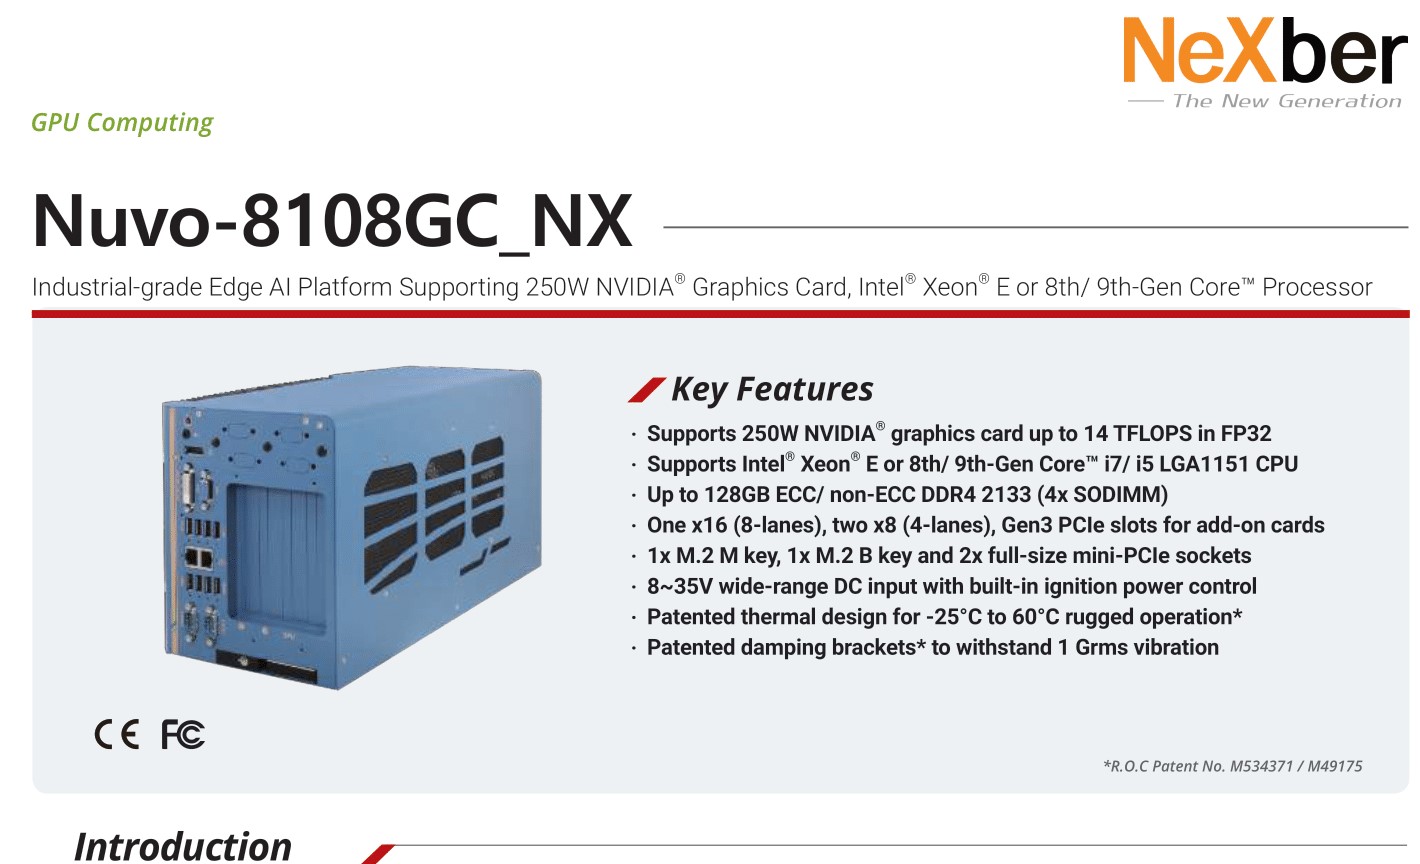 NeXber
The New Generation
GPU Computing
Nuvo-8108GC_NX
Industrial-grade Edge AI Platform Supporting 250W NVIDIA® Graphics Card, Intel® Xeon® E or 8th/ 9th-Gen Core™ Processor
Key Features
· Supports 250W NVIDIA® graphics card up to 14 TFLOPS in FP32
· Supports Intel® Xeon® E or 8th/ 9th-Gen Core™ i7/ i5 LGA1151 CPU
· Up to 128GB ECC/ non-ECC DDR4 2133 (4x SODIMM)
· One x16 (8-lanes), two x8 (4-lanes), Gen3 PCIe slots for add-on cards
· 1x M.2 M key, 1x M.2 B key and 2x full-size mini-PCIe sockets
· 8~35V wide-range DC input with built-in ignition power control
· Patented thermal design for -25°C to 60°C rugged operation*
· Patented damping brackets* to withstand 1 Grms vibration
CE FC
*R.O.C Patent No. M534371 / M49175
Introduction